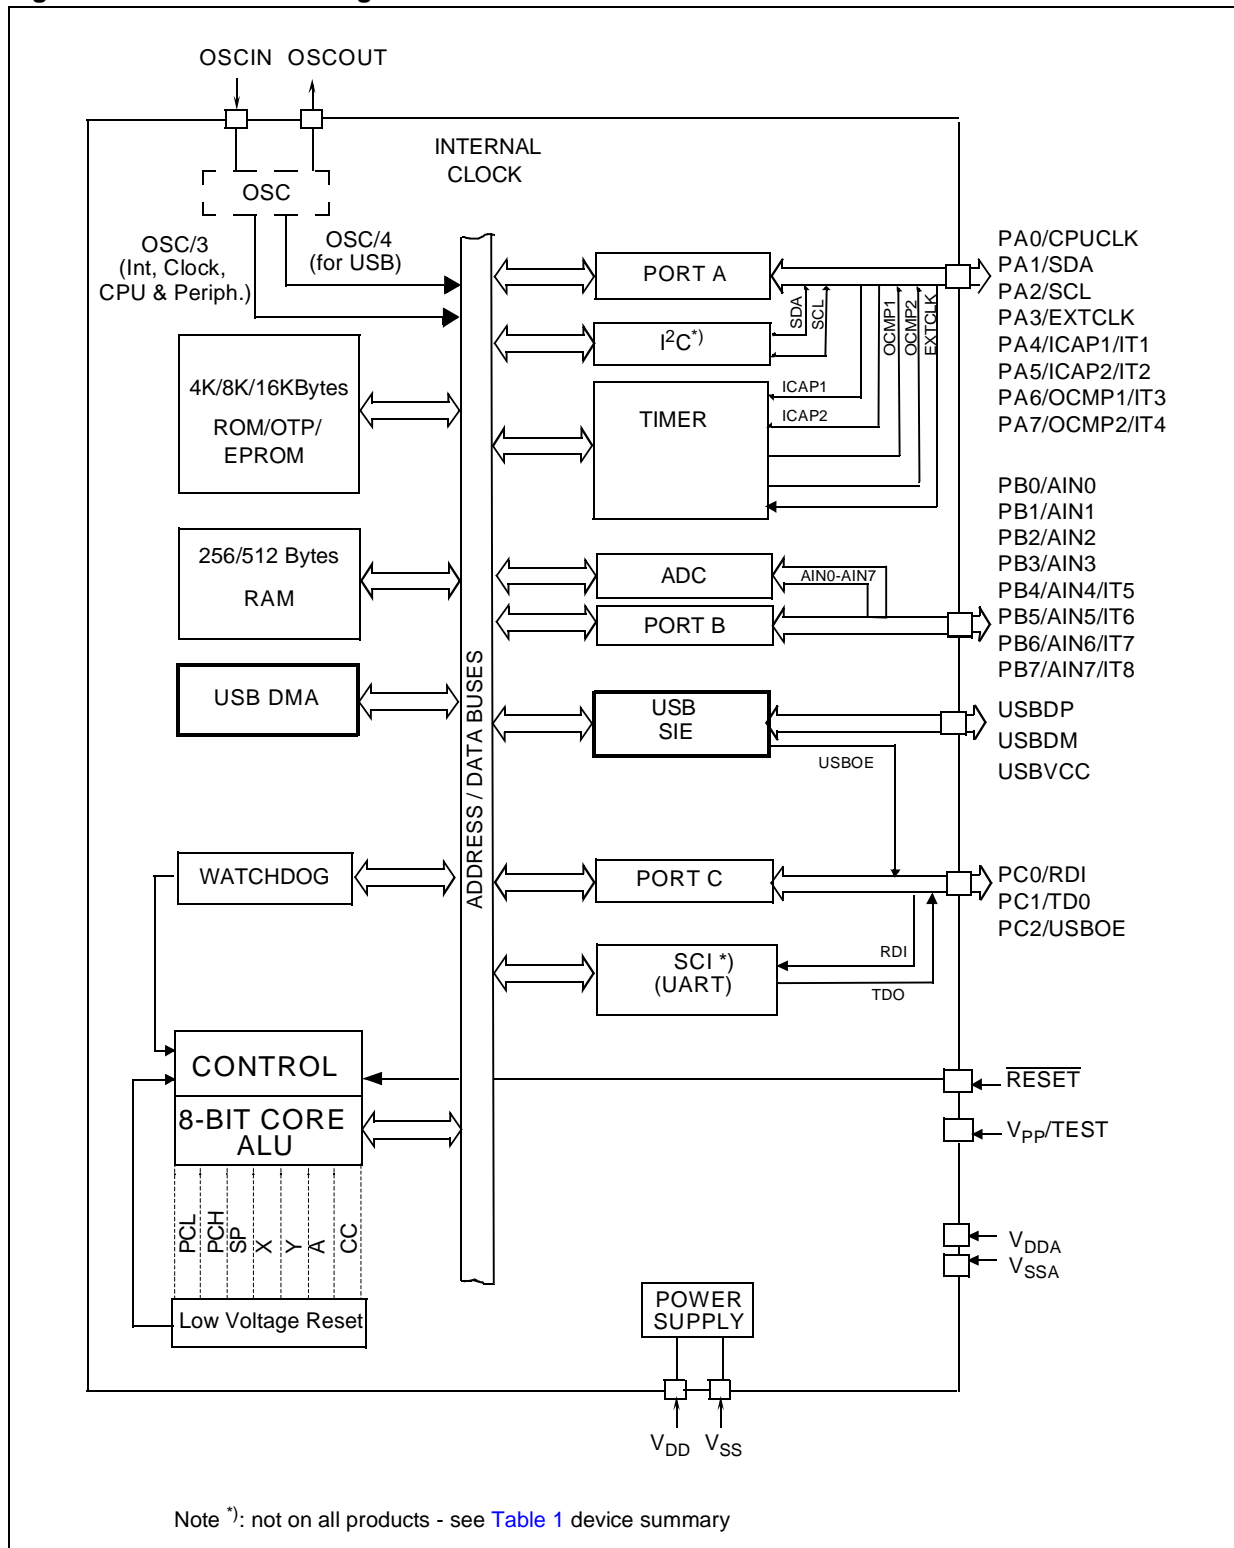 OSCIN OSCOUT
INTERNAL
CLOCK
OSC
OSC/3
(Int, Clock,
CPU & Periph.)
OSC/4
(for USB)
4K/8K/16KBytes
ROM/OTP/
EPROM
256/512 Bytes
RAM
USB DMA
WATCHDOG
CONTROL
8-BIT CORE
ALU
PCL
PCH
SP
X
Y
A
CC
Low Voltage Reset
ADDRESS / DATA BUSES
PORT A
I²C*)
SDA
SCL
OCMP1
OCMP2
EXTCLK
TIMER
ICAP1
ICAP2
ADC
AIN0-AIN7
PORT B
USB
SIE
USBOE
PORT C
SCI *)
(UART)
RDI
TDO
POWER
SUPPLY
PA0/CPUCLK
PA1/SDA
PA2/SCL
PA3/EXTCLK
PA4/ICAP1/IT1
PA5/ICAP2/IT2
PA6/OCMP1/IT3
PA7/OCMP2/IT4
PB0/AIN0
PB1/AIN1
PB2/AIN2
PB3/AIN3
PB4/AIN4/IT5
PB5/AIN5/IT6
PB6/AIN6/IT7
PB7/AIN7/IT8
USBDP
USBDM
USBVCC
PC0/RDI
PC1/TD0
PC2/USBOE
RESET
VPP/TEST
VDDA
VSSA
VDD VSS
Note *): not on all products - see Table 1 device summary